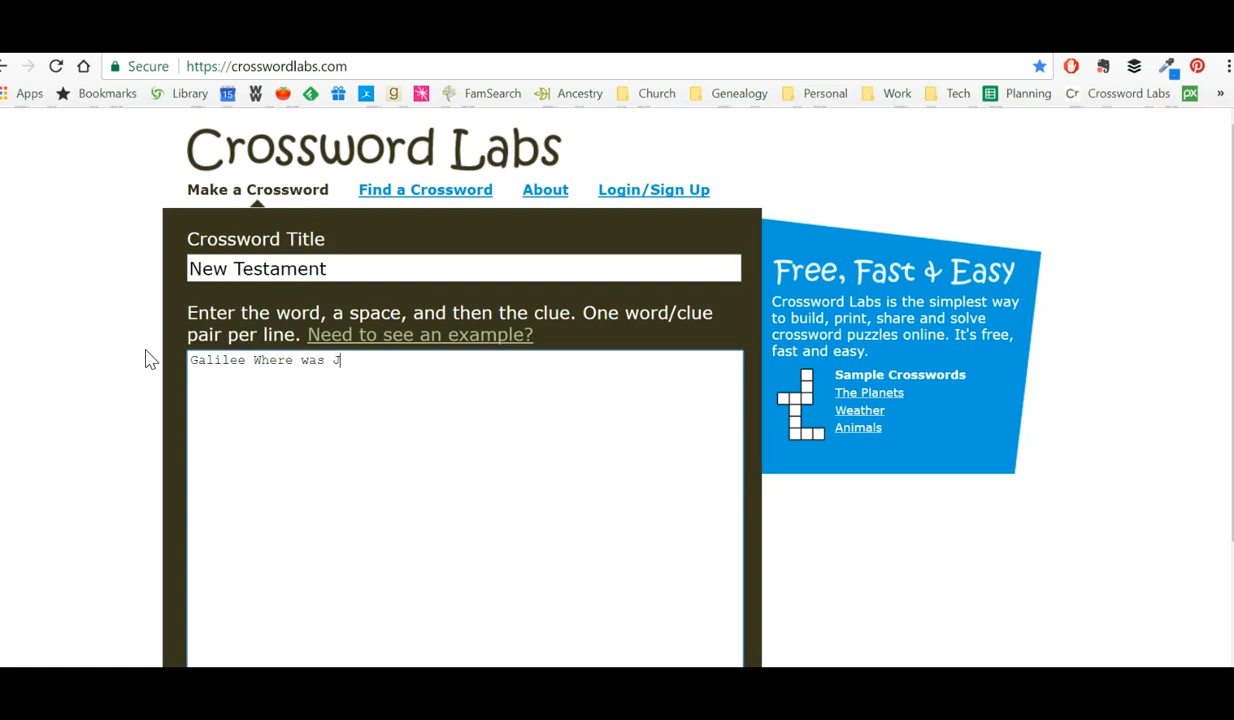 Secure https://crosswordlabs.com
Apps Bookmarks Library 15 g FamSearch Ancestry Church Genealogy Personal Work Tech Planning Cr Crossword Labs px »
Crossword Labs
Make a Crossword Find a Crossword About Login/Sign Up
Crossword Title
New Testament
Enter the word, a space, and then the clue. One word/clue
pair per line. Need to see an example?
Galilee Where was J
Free, Fast & Easy
Crossword Labs is the simplest way
to build, print, share and solve
crossword puzzles online. It's free,
fast and easy.
Sample Crosswords
The Planets
Weather
Animals